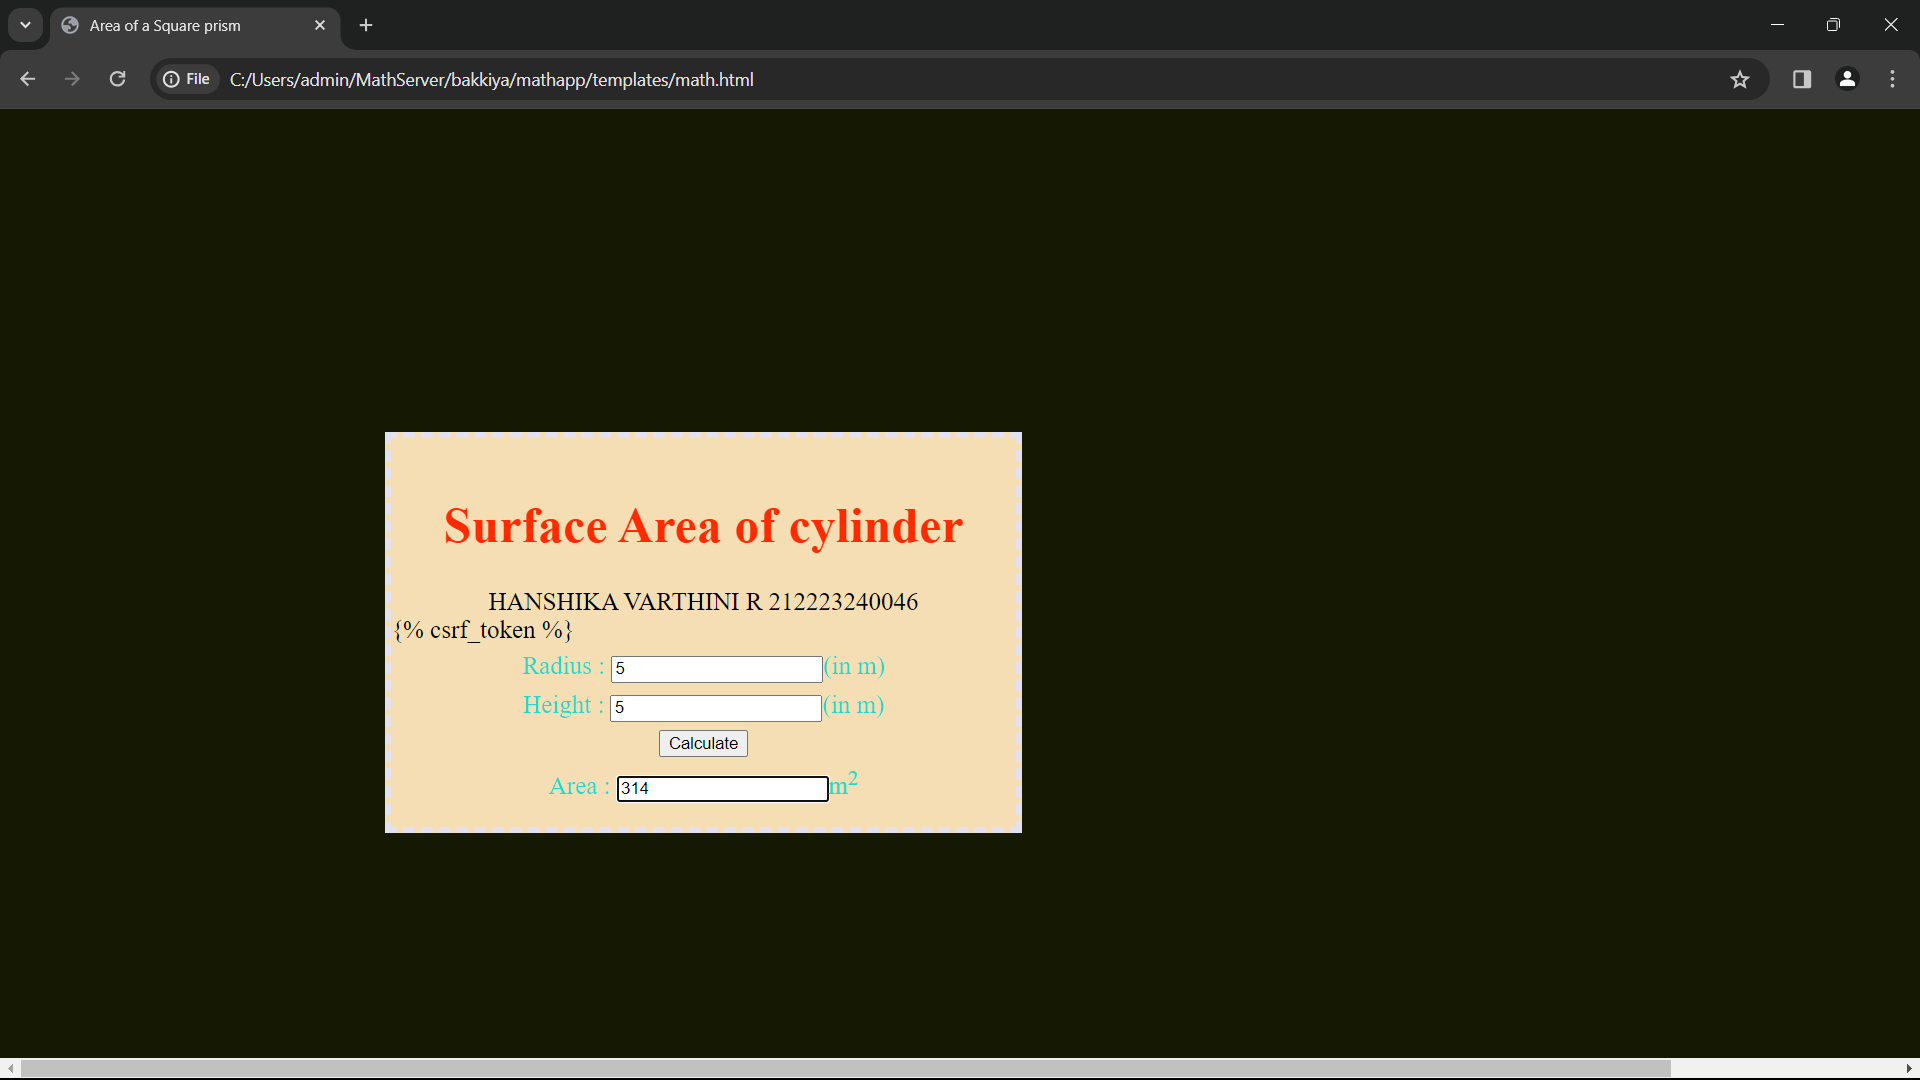 Area of a Square prism
File C:/Users/admin/MathServer/bakkiya/mathapp/templates/math.html
Surface Area of cylinder
HANSHIKA VARTHINI R 212223240046
{% csrf_token %}
Radius : 5 (in m)
Height : 5 (in m)
Calculate
Area : 314 m²